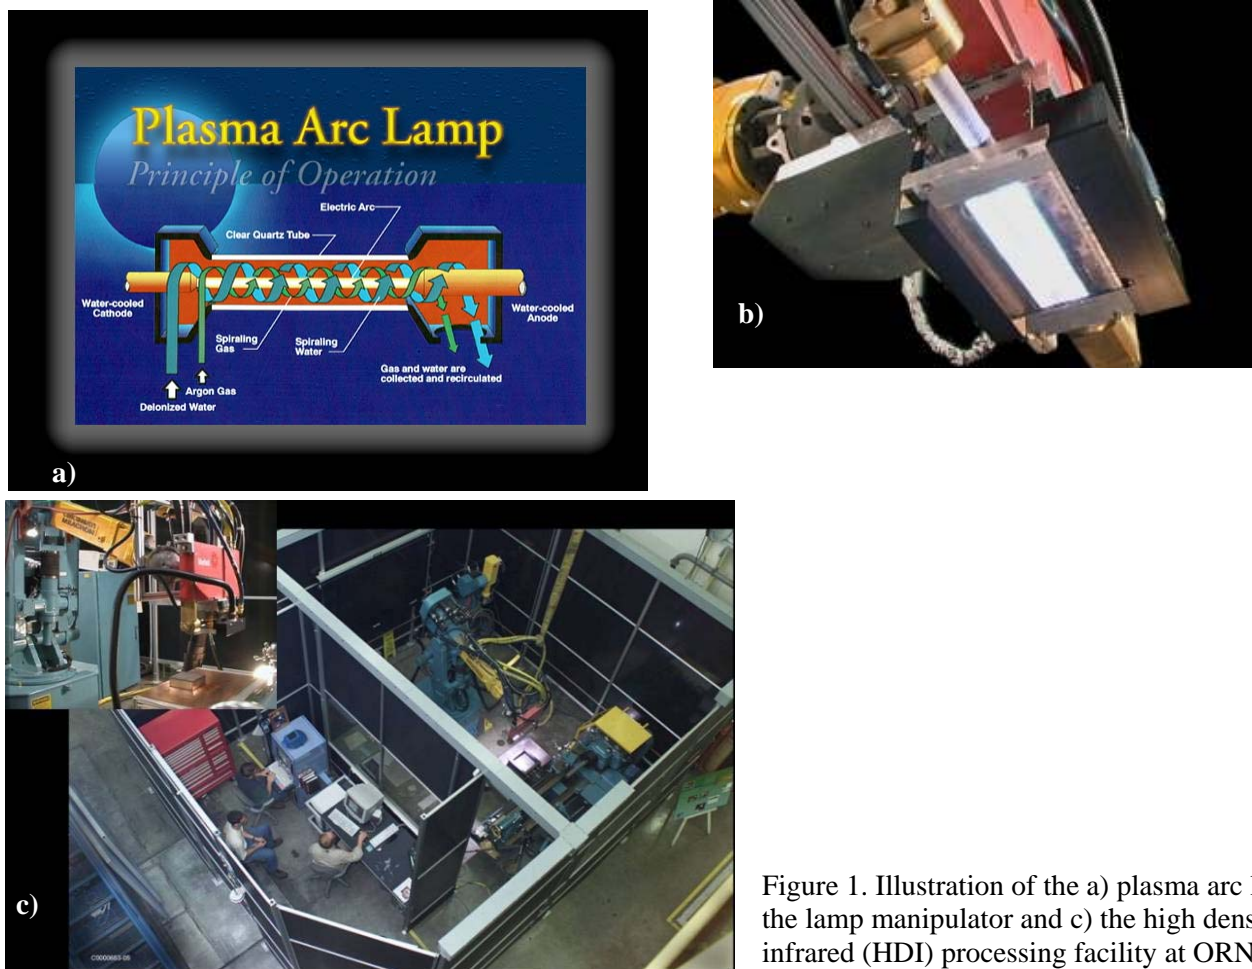 Plasma Arc Lamp
Principle of Operation
Electric Arc
Clear Quartz Tube
Water-cooled
Cathode
Water-cooled
Anode
Spiraling
Gas
Spiraling
Water
Gas and water are
collected and recirculated
Argon Gas
Deionized Water
a)
b)
c)
C0000663-05
Figure 1. Illustration of the a) plasma arc
the lamp manipulator and c) the high dens
infrared (HDI) processing facility at ORN